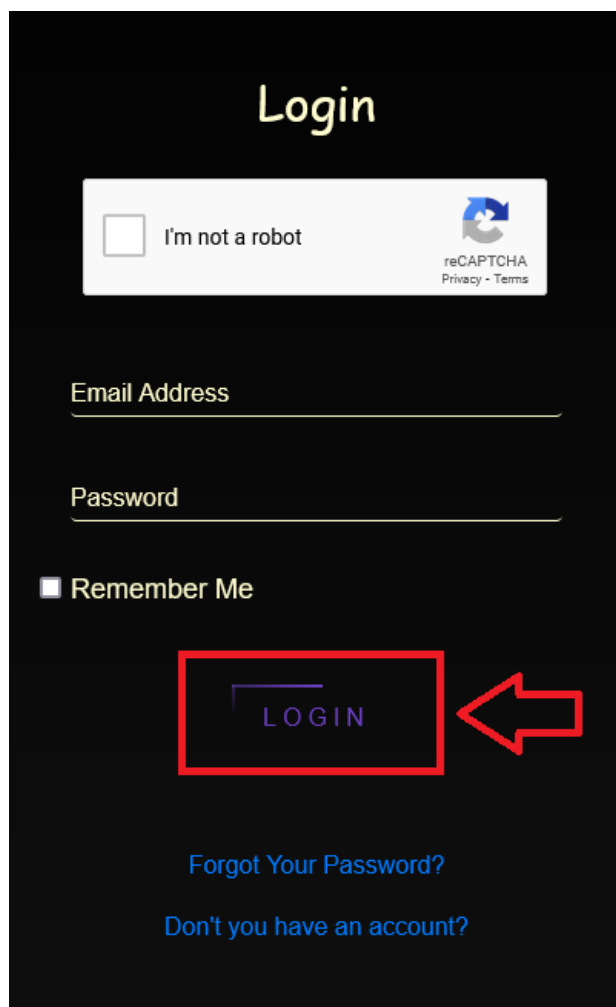 Login
I'm not a robot
reCAPTCHA
Privacy - Terms
Email Address
Password
Remember Me
LOGIN
Forgot Your Password?
Don't you have an account?